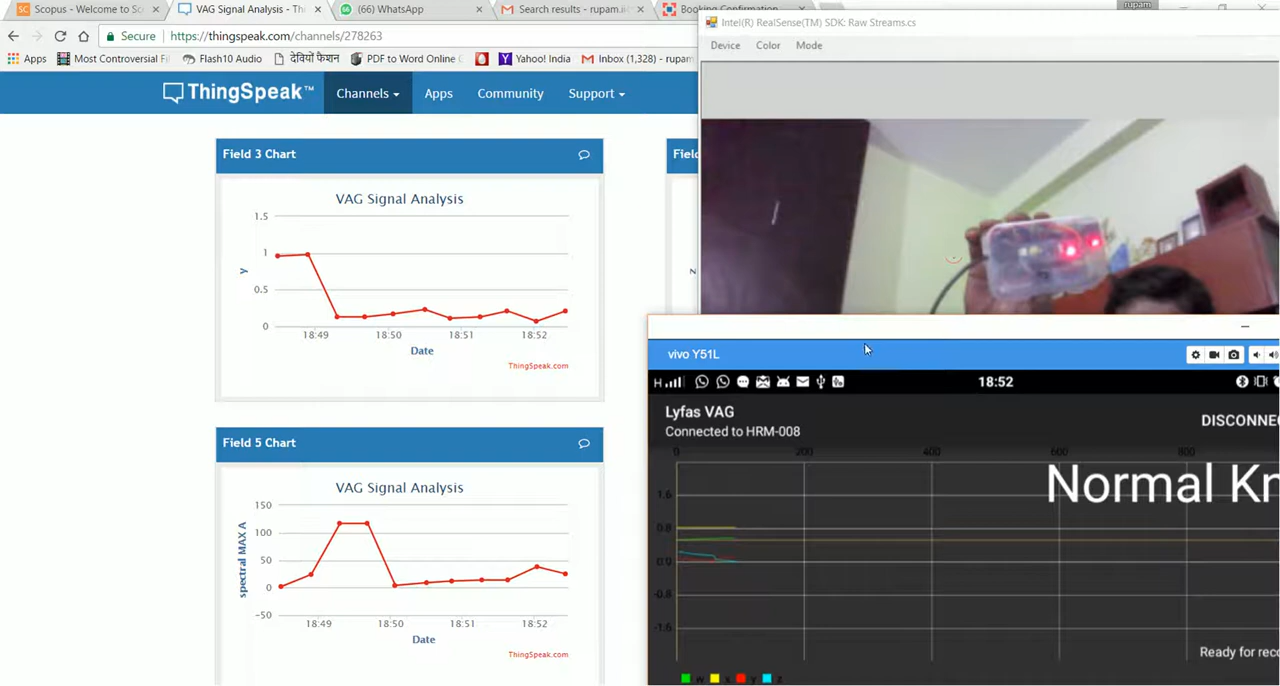 Scopus - Welcome to Sc
VAG Signal Analysis - Th
(66) WhatsApp
Search results - rupam.ii
Booking Confirmation
rupam
Secure https://thingspeak.com/channels/278263
Apps Most Controversial Fi Flash10 Audio देवियों फैशन PDF to Word Online Yahoo! India Inbox (1,328) - rupam
Intel(R) RealSense(TM) SDK: Raw Streams.cs
Device Color Mode
ThingSpeak™ Channels Apps Community Support
Field 3 Chart
VAG Signal Analysis
1.5
1
0.5
0
y
18:49 18:50 18:51 18:52
Date
ThingSpeak.com
Field 5 Chart
VAG Signal Analysis
150
100
50
0
-50
spectral MAX A
18:49 18:50 18:51 18:52
Date
ThingSpeak.com
Fiel
vivo Y51L
H 18:52
Lyfas VAG
Connected to HRM-008
DISCONNE
0 200 400 600 800
Normal Kn
1.6
0.8
0.0
-0.8
-1.6
Ready for reco
w x y z